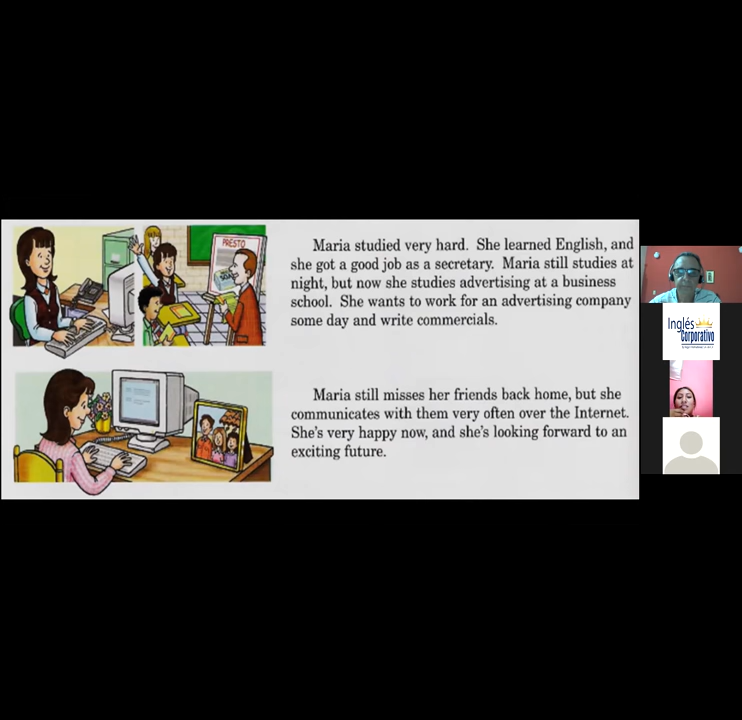 PRESTO
Maria studied very hard. She learned English, and
she got a good job as a secretary. Maria still studies at
night, but now she studies advertising at a business
school. She wants to work for an advertising company
some day and write commercials.
Maria still misses her friends back home, but she
communicates with them very often over the Internet.
She's very happy now, and she's looking forward to an
exciting future.
Inglés
Corporativo